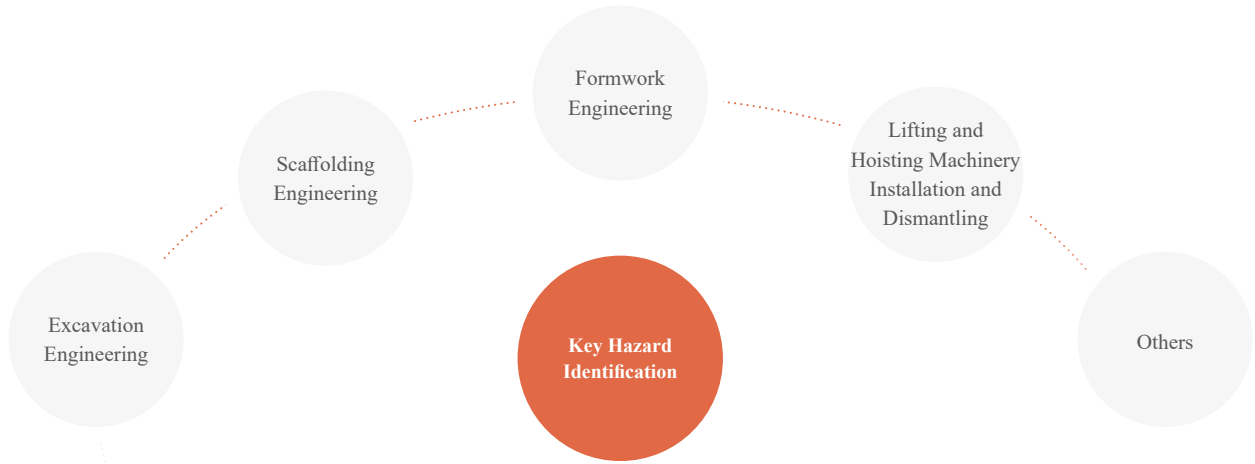 Formwork
Engineering
Scaffolding
Engineering
Lifting and
Hoisting Machinery
Installation and
Dismantling
Excavation
Engineering
Key Hazard
Identification
Others